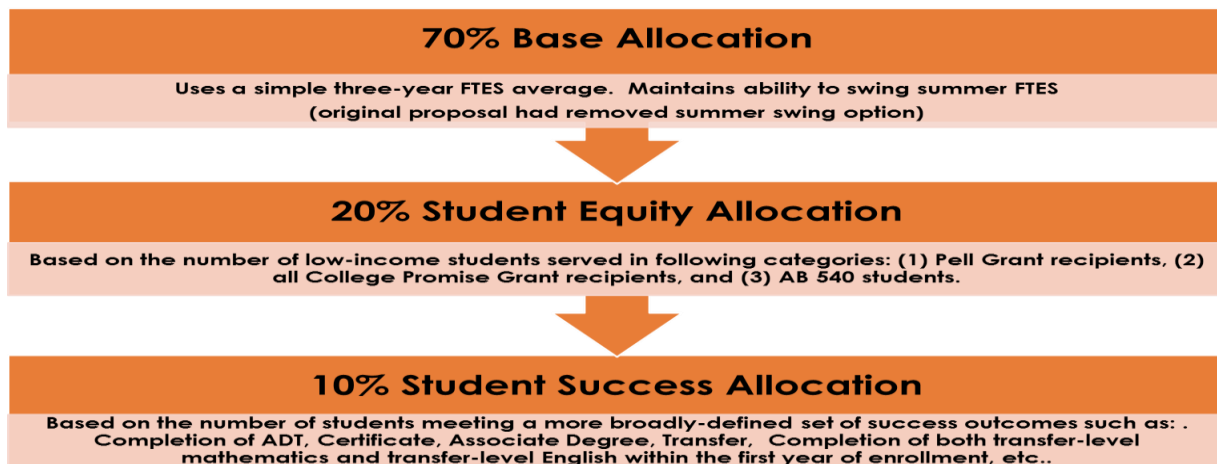 70% Base Allocation
Uses a simple three-year FTES average.  Maintains ability to swing summer FTES
(original proposal had removed summer swing option)
20% Student Equity Allocation
Based on the number of low-income students served in following categories: (1) Pell Grant recipients, (2)
all College Promise Grant recipients, and (3) AB 540 students.
10% Student Success Allocation
Based on the number of students meeting a more broadly-defined set of success outcomes such as: .
Completion of ADT, Certificate, Associate Degree, Transfer,  Completion of both transfer-level
mathematics and transfer-level English within the first year of enrollment, etc..